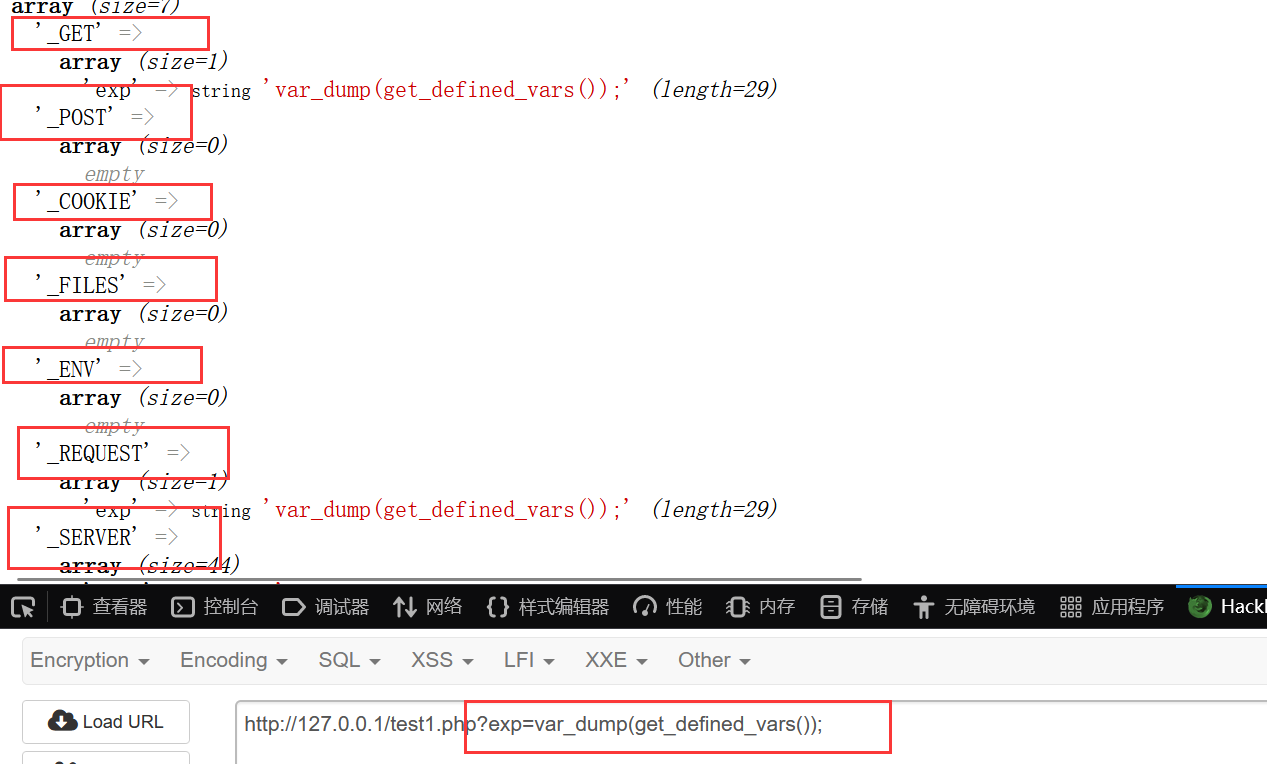 array (size=7)
'_GET' =>
array (size=1)
'exp' => string 'var_dump(get_defined_vars());' (length=29)
'_POST' =>
array (size=0)
empty
'_COOKIE' =>
array (size=0)
empty
'_FILES' =>
array (size=0)
empty
'_ENV' =>
array (size=0)
empty
'_REQUEST' =>
array (size=1)
'exp' => string 'var_dump(get_defined_vars());' (length=29)
'_SERVER' =>
array (size=44)
查看器 控制台 调试器 网络 {} 样式编辑器 性能 内存 存储 无障碍环境 应用程序
Encryption Encoding SQL XSS LFI XXE Other
Load URL
http://127.0.0.1/test1.php?exp=var_dump(get_defined_vars());